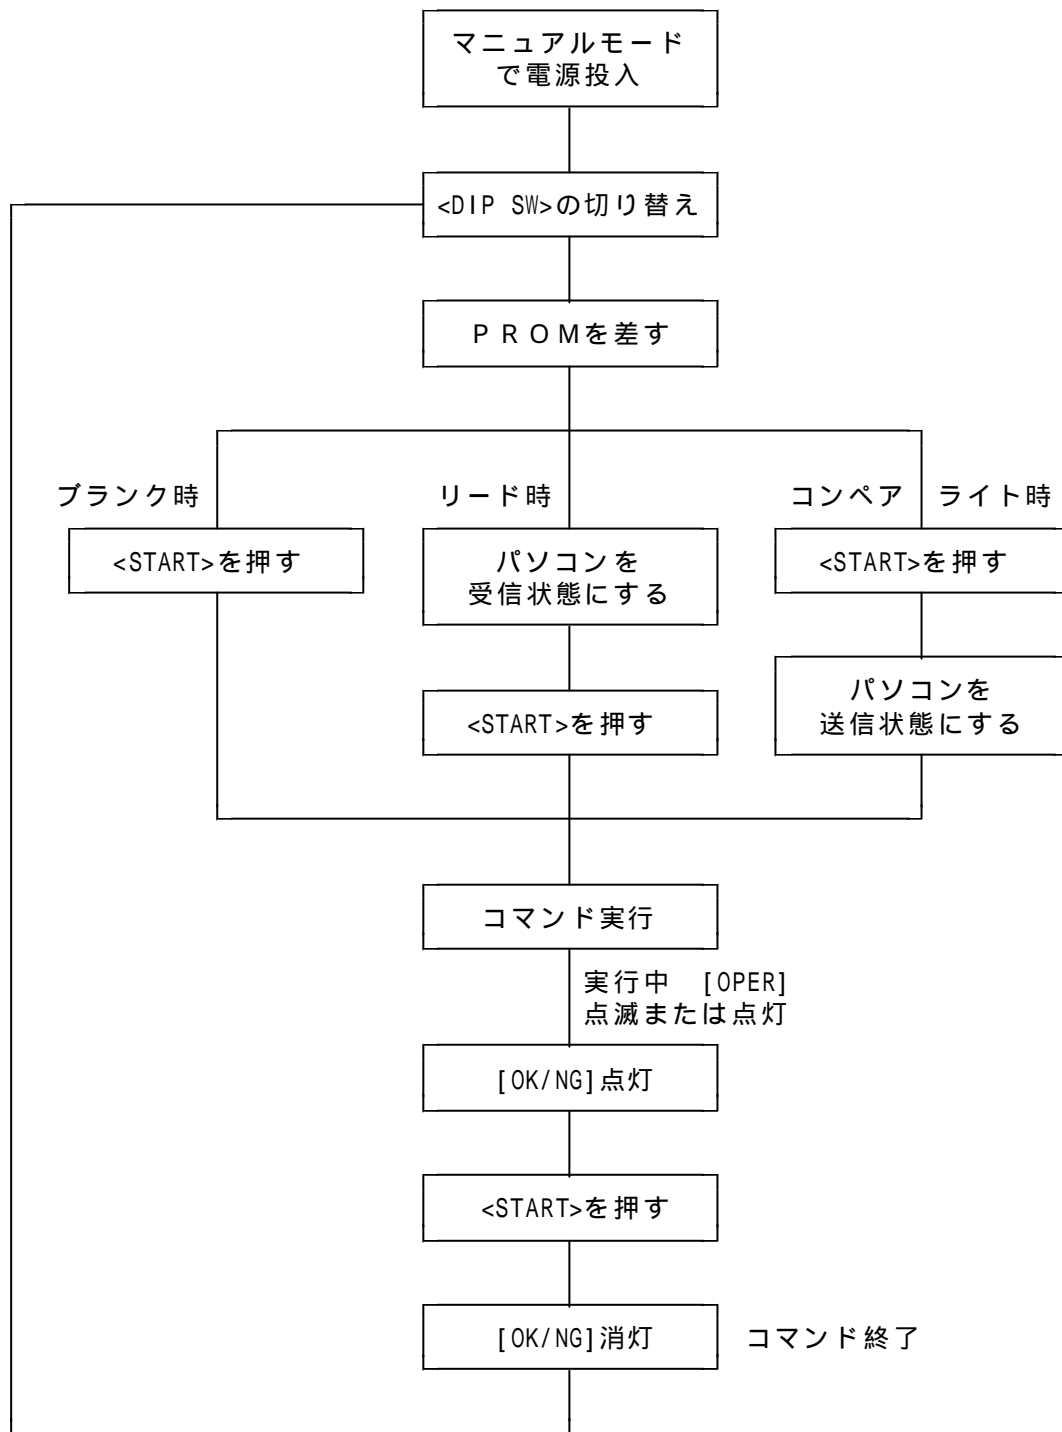 マニュアルモード
で電源投入
<DIP SW>の切り替え
PROMを差す
ブランク時
リード時
コンペア ライト時
<START>を押す
パソコンを
受信状態にする
<START>を押す
<START>を押す
パソコンを
送信状態にする
コマンド実行
実行中 [OPER]
点滅または点灯
[OK/NG]点灯
<START>を押す
[OK/NG]消灯 コマンド終了